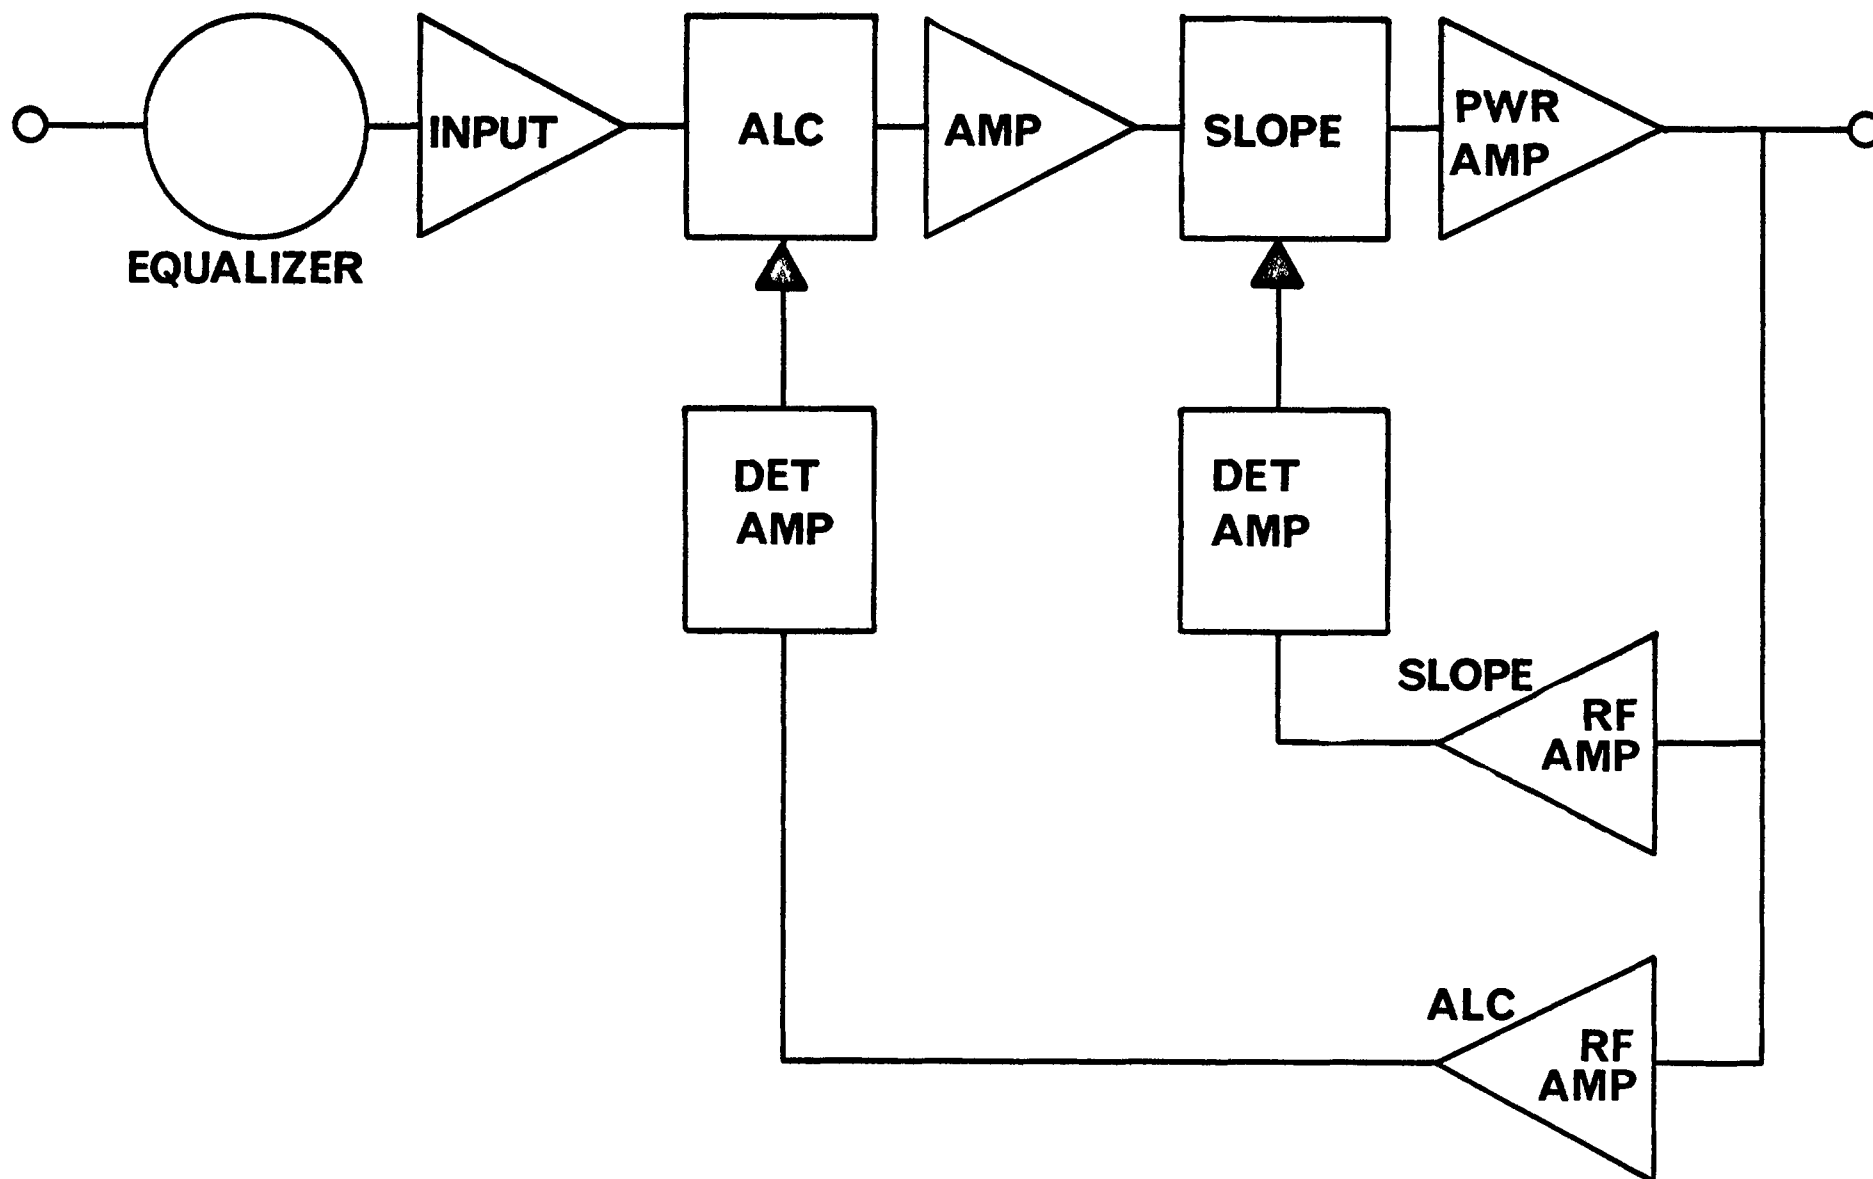 INPUT
ALC
AMP
SLOPE
PWR
AMP
EQUALIZER
DET
AMP
DET
AMP
SLOPE
RF
AMP
ALC
RF
AMP